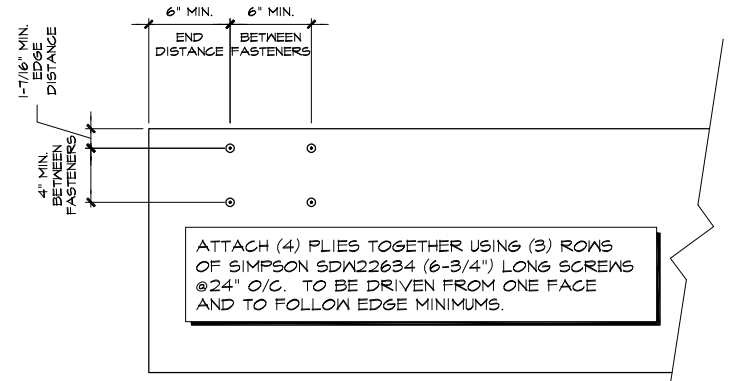 6" MIN.
6" MIN.
END
DISTANCE
BETWEEN
FASTENERS
1-7/16" MIN.
EDGE
DISTANCE
4" MIN.
BETWEEN
FASTENERS
ATTACH (4) PLIES TOGETHER USING (3) ROWS
OF SIMPSON SDW22634 (6-3/4") LONG SCREWS
@24" O/C. TO BE DRIVEN FROM ONE FACE
AND TO FOLLOW EDGE MINIMUMS.